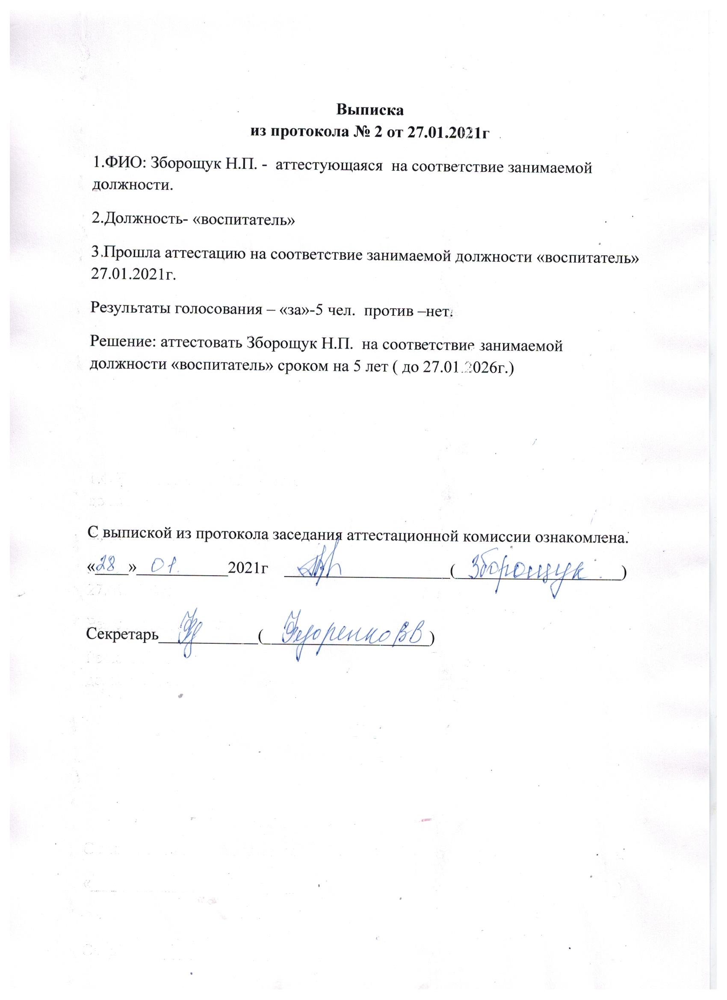 Выписка
из протокола № 2 от 27.01.2021г
1.ФИО: Зборощук Н.П. - аттестующаяся на соответствие занимаемой
должности.
2.Должность- «воспитатель»
3.Прошла аттестацию на соответствие занимаемой должности «воспитатель»
27.01.2021г.
Результаты голосования – «за»-5 чел. против –нет.
Решение: аттестовать Зборощук Н.П. на соответствие занимаемой
должности «воспитатель» сроком на 5 лет ( до 27.01.2026г.)
С выпиской из протокола заседания аттестационной комиссии ознакомлена.
«28» 01. 2021г (Зборощук)
Секретарь (Федоренко ВВ)